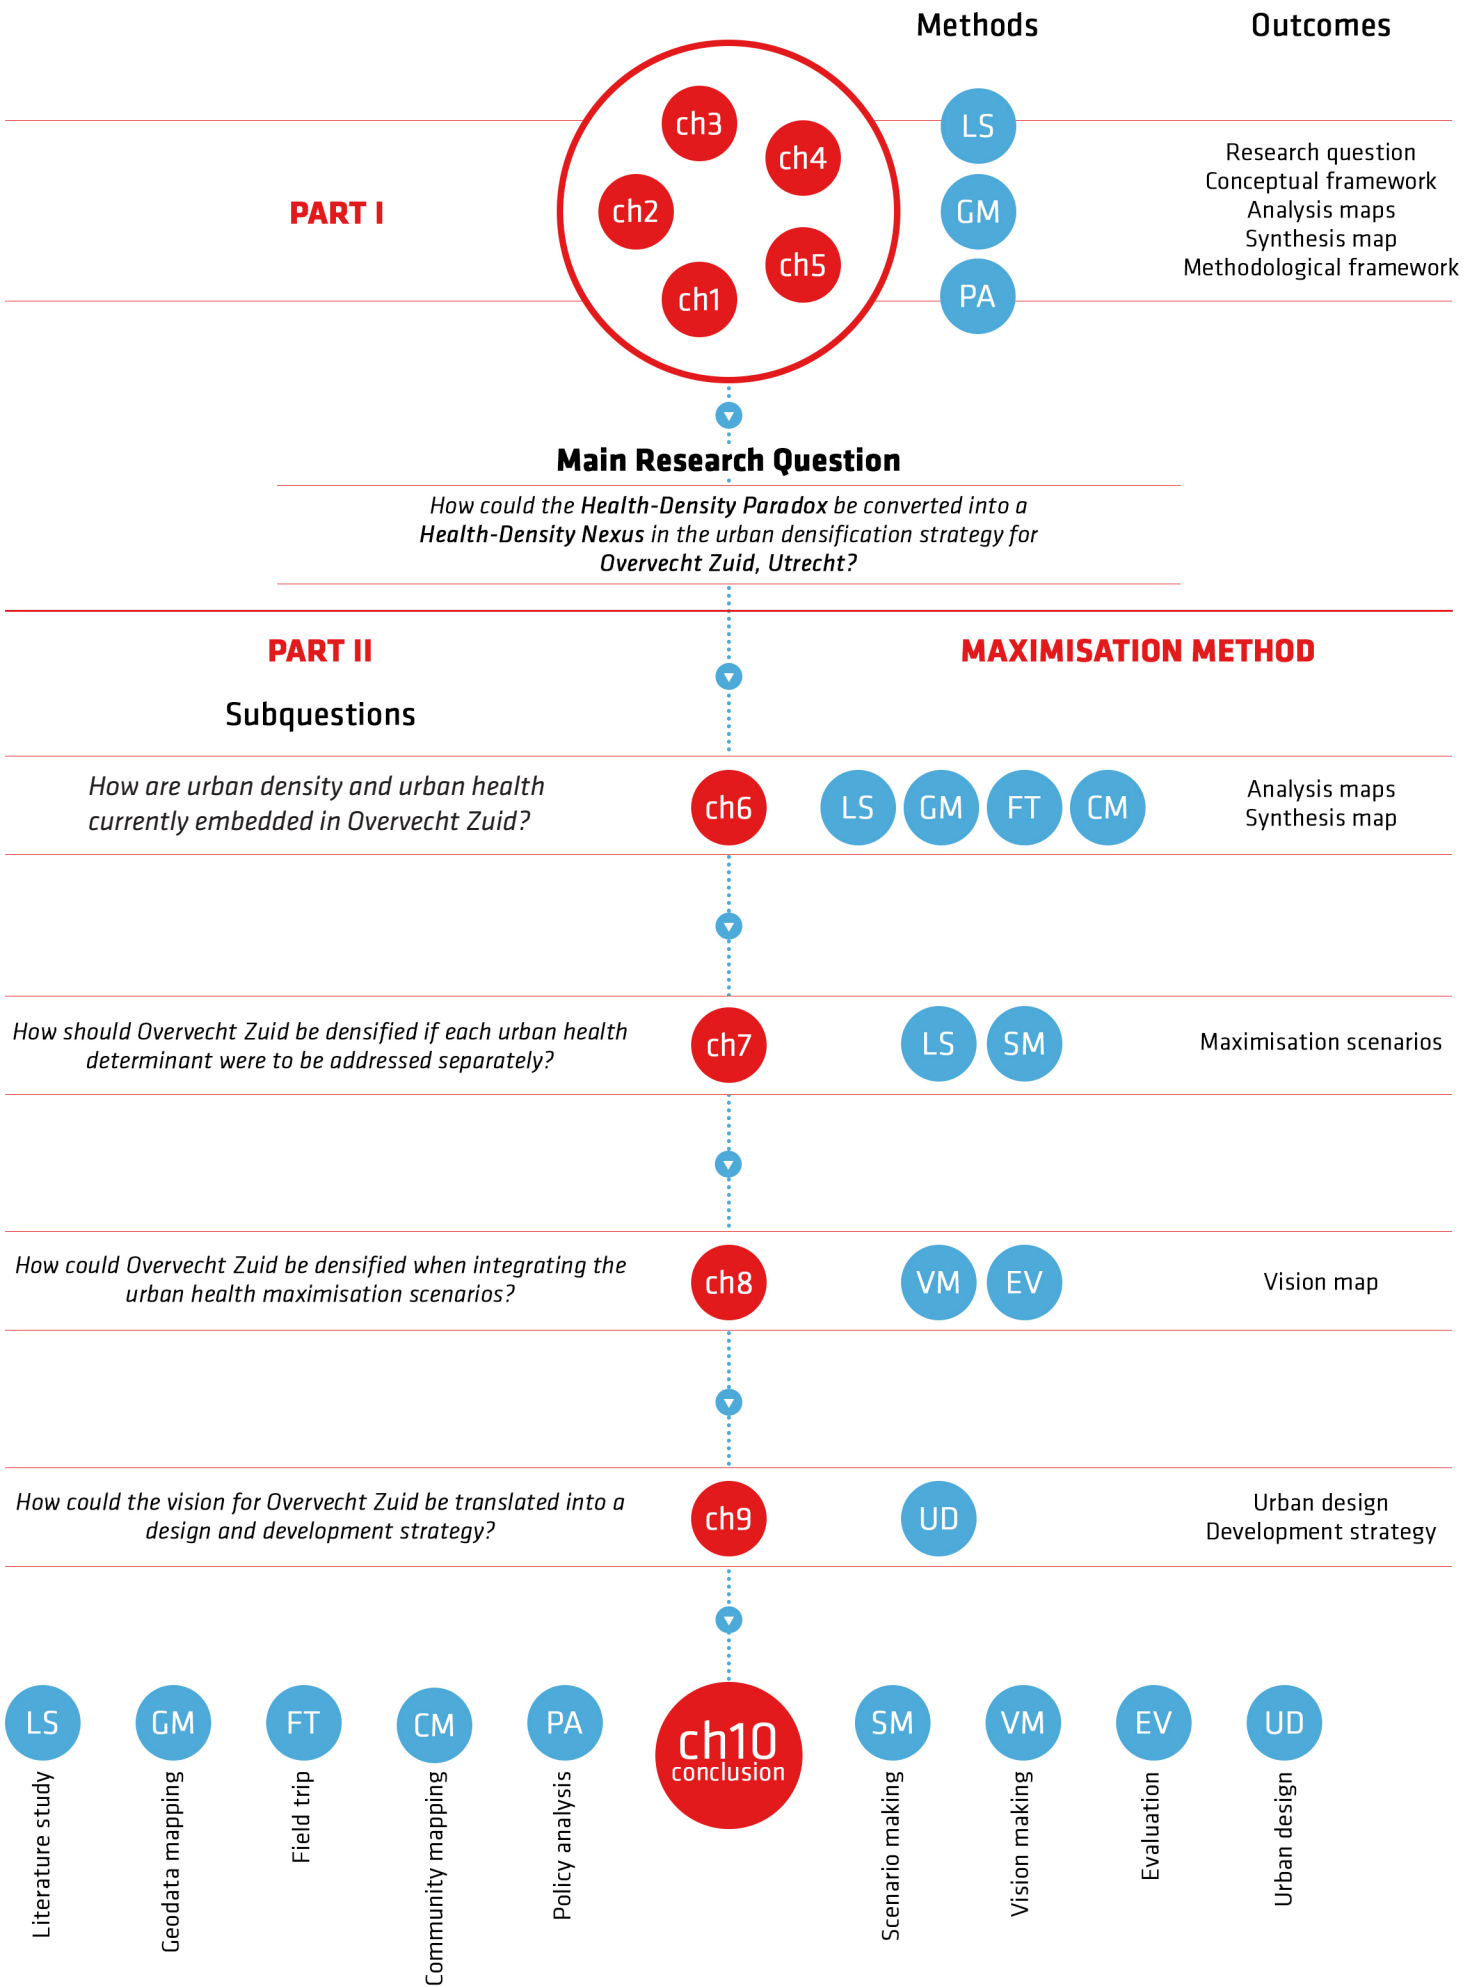 Methods
Outcomes
PART I
ch3
ch4
ch2
ch5
ch1
LS
GM
PA
Research question
Conceptual framework
Analysis maps
Synthesis map
Methodological framework
Main Research Question
How could the Health-Density Paradox be converted into a
Health-Density Nexus in the urban densification strategy for
Overvecht Zuid, Utrecht?
PART II
MAXIMISATION METHOD
Subquestions
How are urban density and urban health
currently embedded in Overvecht Zuid?
ch6
LS
GM
FT
CM
Analysis maps
Synthesis map
How should Overvecht Zuid be densified if each urban health
determinant were to be addressed separately?
ch7
LS
SM
Maximisation scenarios
How could Overvecht Zuid be densified when integrating the
urban health maximisation scenarios?
ch8
VM
EV
Vision map
How could the vision for Overvecht Zuid be translated into a
design and development strategy?
ch9
UD
Urban design
Development strategy
LS
Literature study
GM
Geodata mapping
FT
Field trip
CM
Community mapping
PA
Policy analysis
ch10
conclusion
SM
Scenario making
VM
Vision making
EV
Evaluation
UD
Urban design